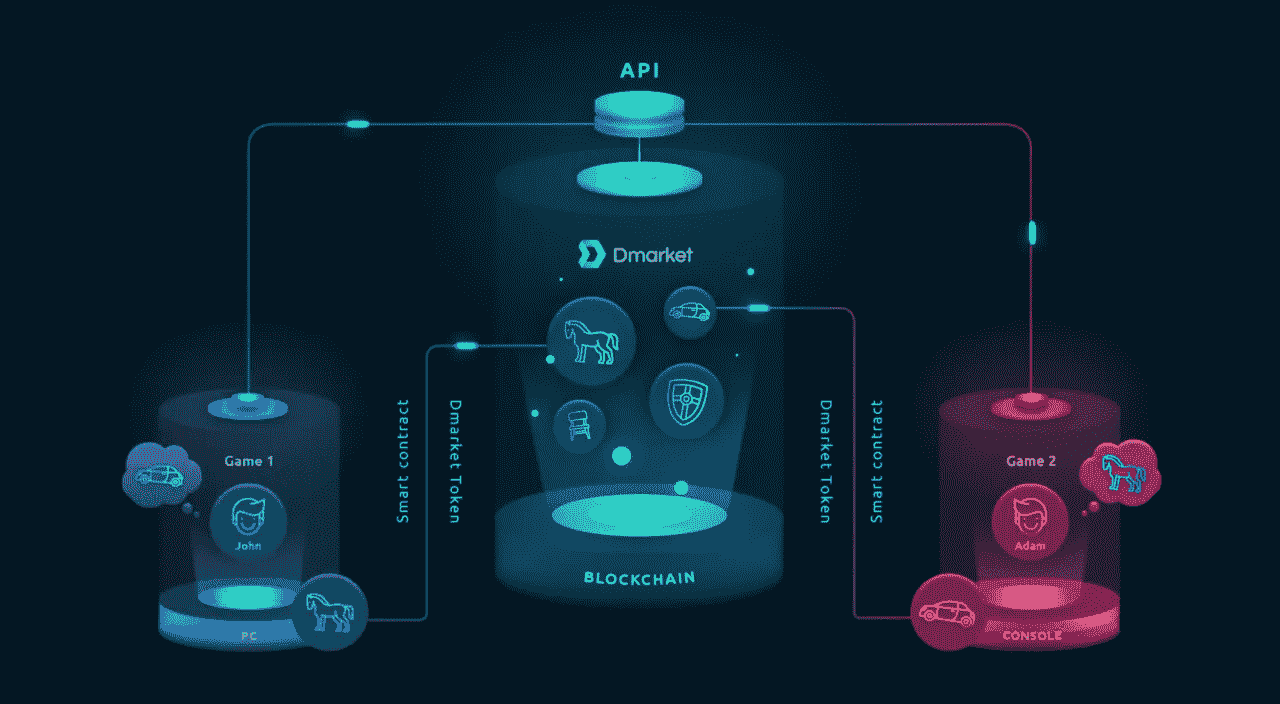 API
Dmarket
Smart contract
Dmarket Token
Dmarket Token
Smart contract
Game 1
John
PC
Game 2
Adam
CONSOLE
BLOCKCHAIN